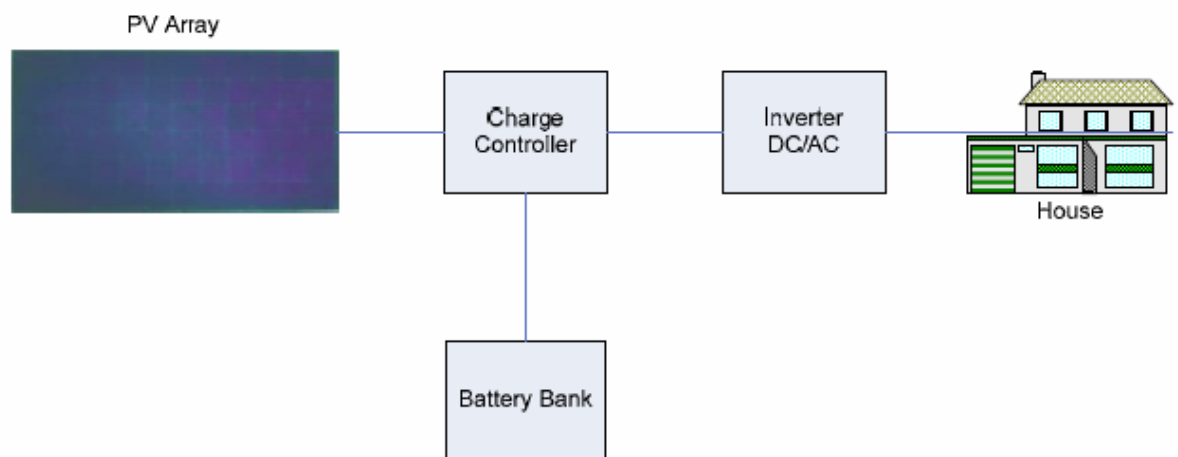 PV Array
Charge
Controller
Inverter
DC/AC
House
Battery Bank